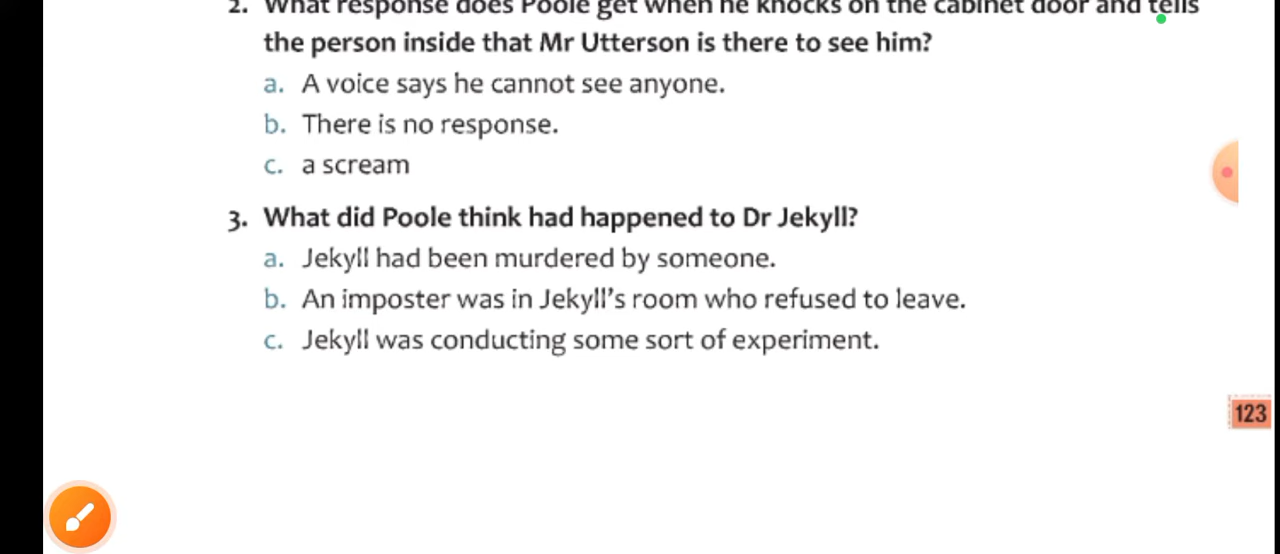 2. What response does Poole get when he knocks on the cabinet door and tells
the person inside that Mr Utterson is there to see him?
a. A voice says he cannot see anyone.
b. There is no response.
c. a scream
3. What did Poole think had happened to Dr Jekyll?
a. Jekyll had been murdered by someone.
b. An imposter was in Jekyll's room who refused to leave.
c. Jekyll was conducting some sort of experiment.
123